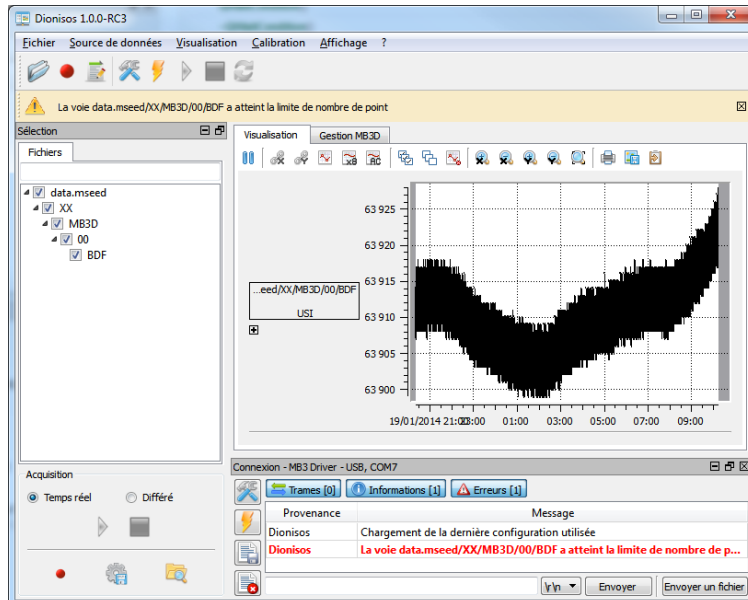 Dionisos 1.0.0-RC3
Fichier Source de données Visualisation Calibration Affichage ?
La voie data.mseed/XX/MB3D/00/BDF a atteint la limite de nombre de point
Sélection
Fichiers
data.mseed
XX
MB3D
00
BDF
Visualisation Gestion MB3D
63 925
63 920
63 915
63 910
63 905
63 900
...eed/XX/MB3D/00/BDF
USI
19/01/2014 21:00 23:00 01:00 03:00 05:00 07:00 09:00
Acquisition
Temps réel Différé
Connexion - MB3 Driver - USB, COM7
Trames [0] Informations [1] Erreurs [1]
Provenance Message
Dionisos Chargement de la dernière configuration utilisée
Dionisos La voie data.mseed/XX/MB3D/00/BDF a atteint la limite de nombre de p...
\r\n Envoyer Envoyer un fichier